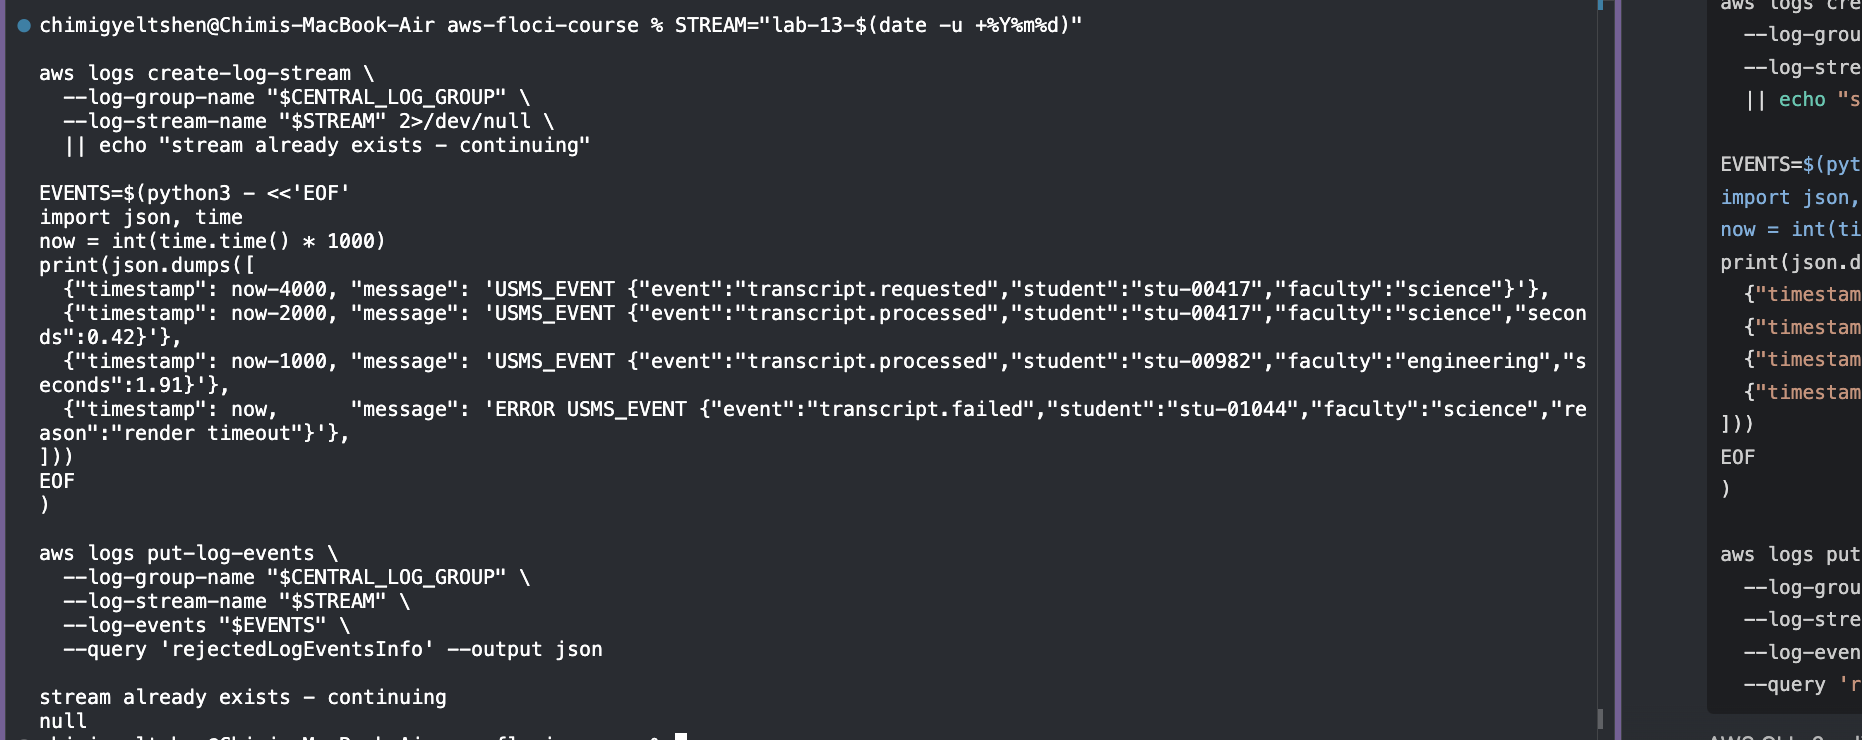 chimigyeltshen@Chimis-MacBook-Air aws-floci-course % STREAM="lab-13-$(date -u +%Y%m%d)"
aws logs create-log-stream \
--log-group-name "$CENTRAL_LOG_GROUP" \
--log-stream-name "$STREAM" 2>/dev/null \
|| echo "stream already exists - continuing"
EVENTS=$(python3 - <<'EOF'
import json, time
now = int(time.time() * 1000)
print(json.dumps([
{"timestamp": now-4000, "message": 'USMS_EVENT {"event":"transcript.requested","student":"stu-00417","faculty":"science"}'},
{"timestamp": now-2000, "message": 'USMS_EVENT {"event":"transcript.processed","student":"stu-00417","faculty":"science","secon
ds":0.42}'},
{"timestamp": now-1000, "message": 'USMS_EVENT {"event":"transcript.processed","student":"stu-00982","faculty":"engineering","s
econds":1.91}'},
{"timestamp": now,      "message": 'ERROR USMS_EVENT {"event":"transcript.failed","student":"stu-01044","faculty":"science","re
ason":"render timeout"}'},
]))
EOF
)
aws logs put-log-events \
--log-group-name "$CENTRAL_LOG_GROUP" \
--log-stream-name "$STREAM" \
--log-events "$EVENTS" \
--query 'rejectedLogEventsInfo' --output json
stream already exists - continuing
null
aws logs cre
--log-grou
--log-stre
|| echo "s
EVENTS=$(pyt
import json,
now = int(ti
print(json.d
{"timestam
{"timestam
{"timestam
{"timestam
]))
EOF
)
aws logs put
--log-grou
--log-stre
--log-even
--query 'r